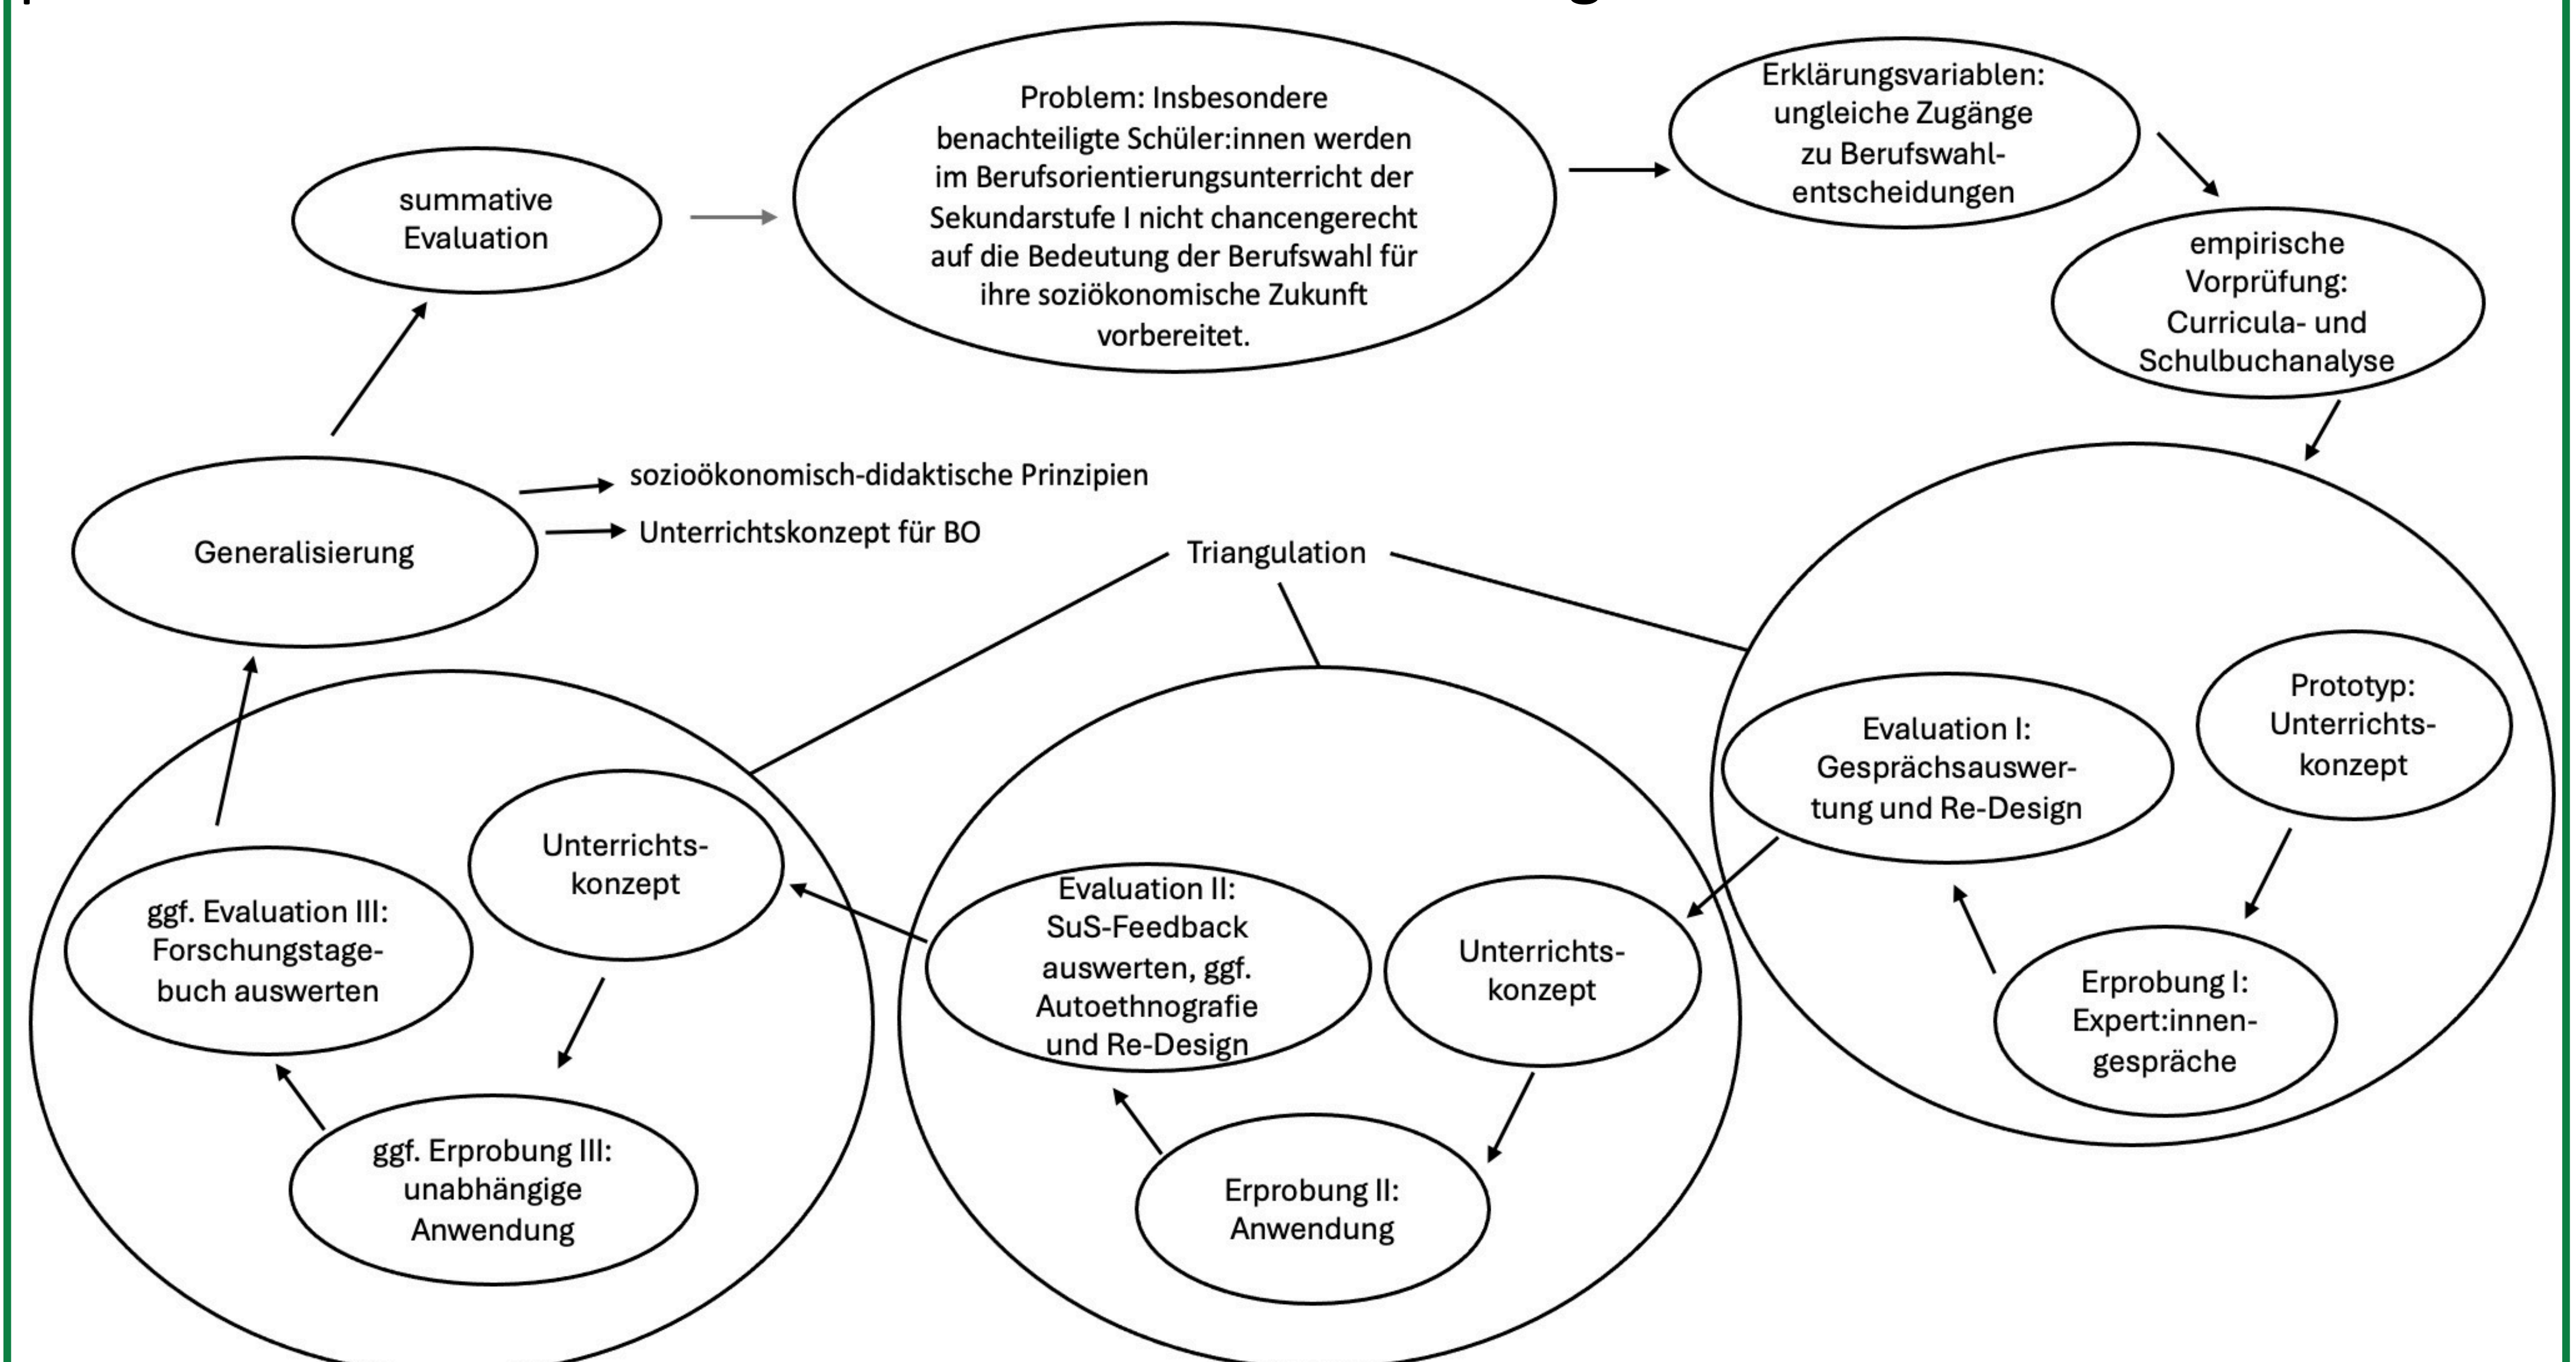 Problem: Insbesondere
benachteiligte Schüler:innen werden
im Berufsorientierungsunterricht der
Sekundarstufe I nicht chancengerecht
auf die Bedeutung der Berufswahl für
ihre soziökonomische Zukunft
vorbereitet.
Erklärungsvariablen:
ungleiche Zugänge
zu Berufswahl-
entscheidungen
empirische
Vorprüfung:
Curricula- und
Schulbuchanalyse
Prototyp:
Unterrichts-
konzept
Erprobung I:
Expert:innen-
gespräche
Evaluation I:
Gesprächsauswer-
tung und Re-Design
Unterrichts-
konzept
Erprobung II:
Anwendung
Evaluation II:
SuS-Feedback
auswerten, ggf.
Autoethnografie
und Re-Design
Unterrichts-
konzept
ggf. Erprobung III:
unabhängige
Anwendung
ggf. Evaluation III:
Forschungstage-
buch auswerten
Triangulation
Generalisierung
sozioökonomisch-didaktische Prinzipien
Unterrichtskonzept für BO
summative
Evaluation